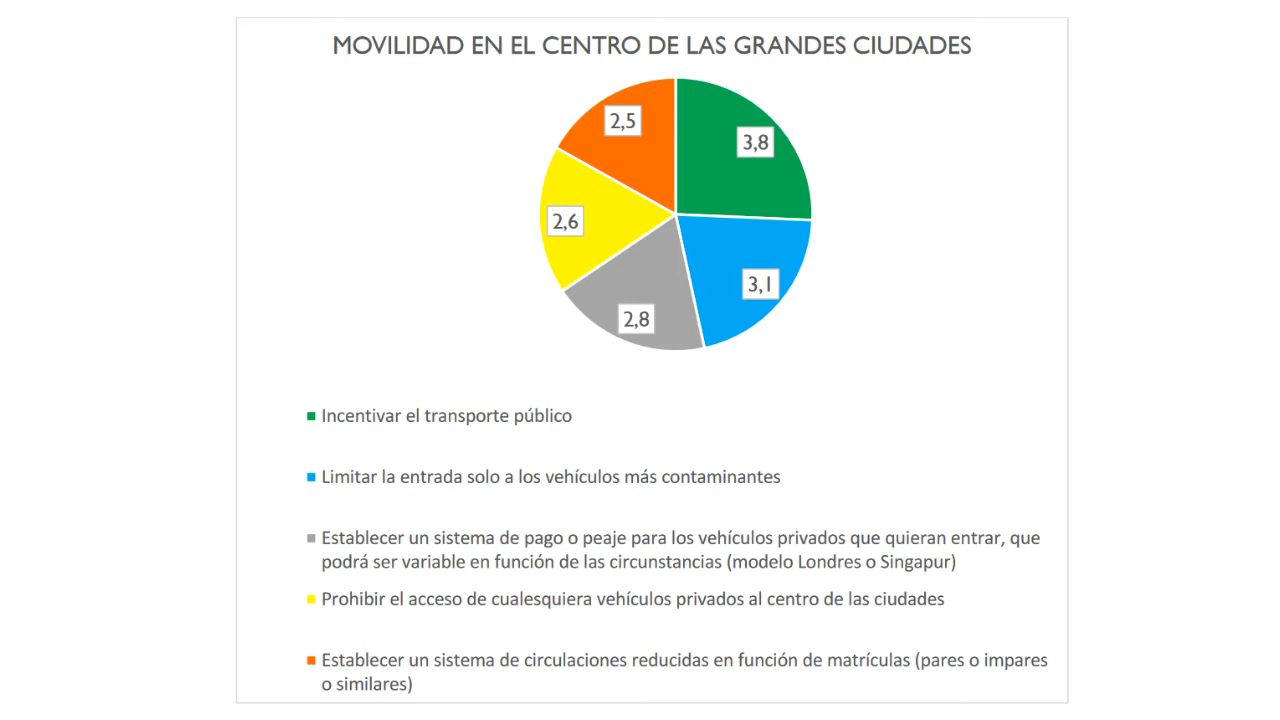 MOVILIDAD EN EL CENTRO DE LAS GRANDES CIUDADES
2,5
3,8
2,6
3,1
2,8
Incentivar el transporte público
Limitar la entrada solo a los vehículos más contaminantes
Establecer un sistema de pago o peaje para los vehículos privados que quieran entrar, que
podrá ser variable en función de las circunstancias (modelo Londres o Singapur)
Prohibir el acceso de cualesquiera vehículos privados al centro de las ciudades
Establecer un sistema de circulaciones reducidas en función de matrículas (pares o impares
o similares)